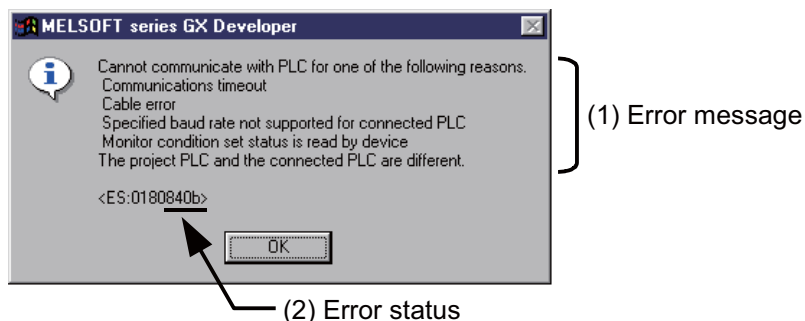 MELSOFT series GX Developer
Cannot communicate with PLC for one of the following reasons.
Communications timeout
Cable error
Specified baud rate not supported for connected PLC
Monitor condition set status is read by device
The project PLC and the connected PLC are different.
<ES:0180840b>
OK
(1) Error message
(2) Error status